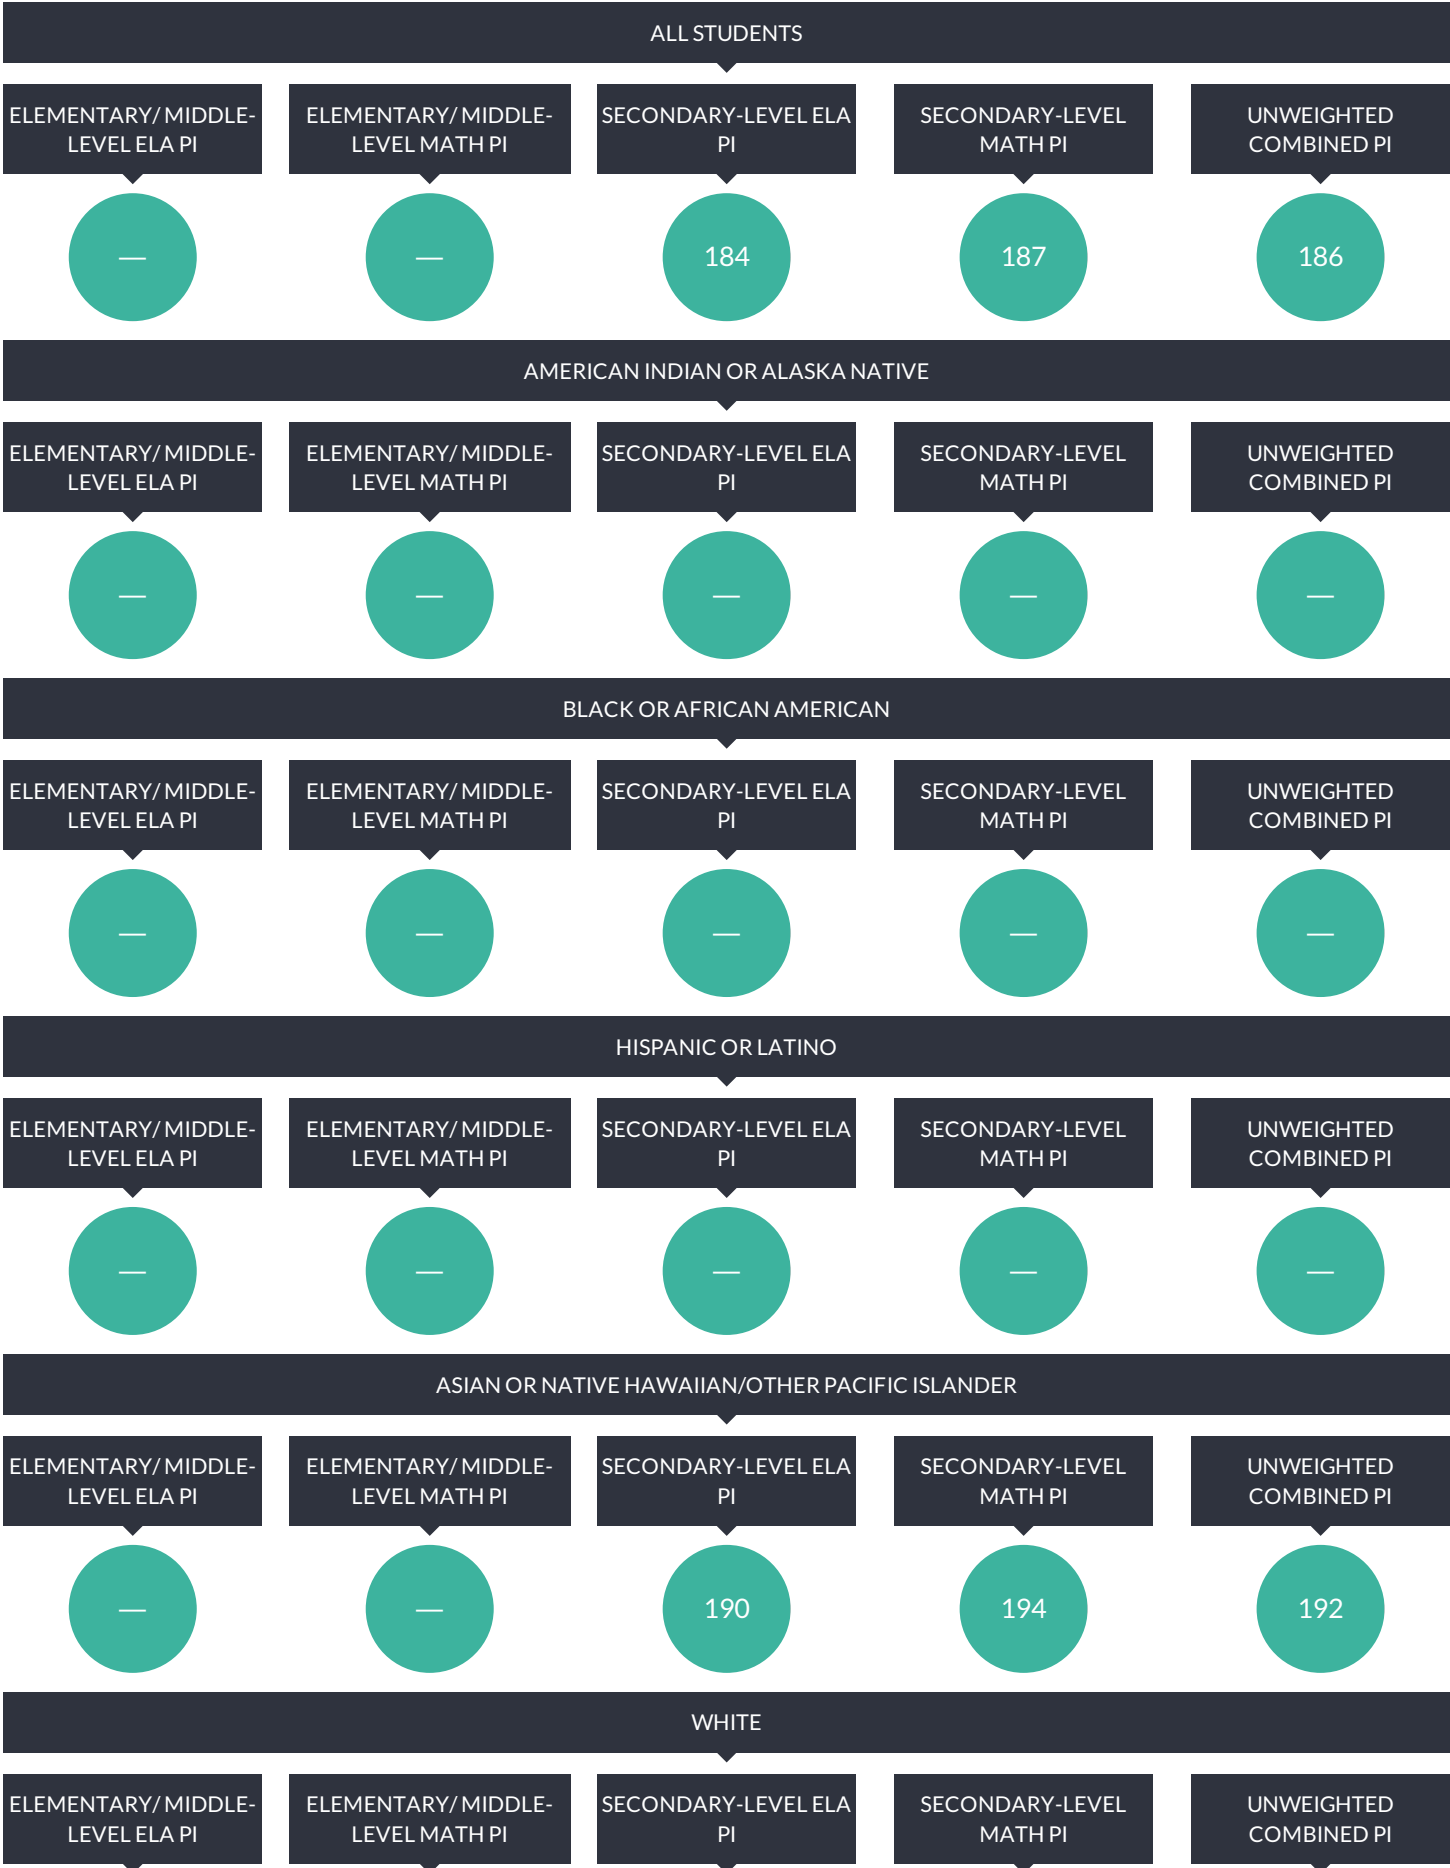 ALL STUDENTS
ELEMENTARY/ MIDDLE-
LEVEL ELA PI
ELEMENTARY/ MIDDLE-
LEVEL MATH PI
SECONDARY-LEVEL ELA
PI
SECONDARY-LEVEL
MATH PI
UNWEIGHTED
COMBINED PI
—
—
184
187
186
AMERICAN INDIAN OR ALASKA NATIVE
ELEMENTARY/ MIDDLE-
LEVEL ELA PI
ELEMENTARY/ MIDDLE-
LEVEL MATH PI
SECONDARY-LEVEL ELA
PI
SECONDARY-LEVEL
MATH PI
UNWEIGHTED
COMBINED PI
—
—
—
—
—
BLACK OR AFRICAN AMERICAN
ELEMENTARY/ MIDDLE-
LEVEL ELA PI
ELEMENTARY/ MIDDLE-
LEVEL MATH PI
SECONDARY-LEVEL ELA
PI
SECONDARY-LEVEL
MATH PI
UNWEIGHTED
COMBINED PI
—
—
—
—
—
HISPANIC OR LATINO
ELEMENTARY/ MIDDLE-
LEVEL ELA PI
ELEMENTARY/ MIDDLE-
LEVEL MATH PI
SECONDARY-LEVEL ELA
PI
SECONDARY-LEVEL
MATH PI
UNWEIGHTED
COMBINED PI
—
—
—
—
—
ASIAN OR NATIVE HAWAIIAN/OTHER PACIFIC ISLANDER
ELEMENTARY/ MIDDLE-
LEVEL ELA PI
ELEMENTARY/ MIDDLE-
LEVEL MATH PI
SECONDARY-LEVEL ELA
PI
SECONDARY-LEVEL
MATH PI
UNWEIGHTED
COMBINED PI
—
—
190
194
192
WHITE
ELEMENTARY/ MIDDLE-
LEVEL ELA PI
ELEMENTARY/ MIDDLE-
LEVEL MATH PI
SECONDARY-LEVEL ELA
PI
SECONDARY-LEVEL
MATH PI
UNWEIGHTED
COMBINED PI